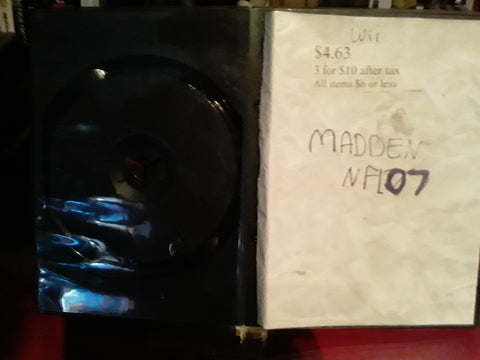 Wii
$4.63
3 for $10 after tax
All items $6 or less
MADDEN
NFL07